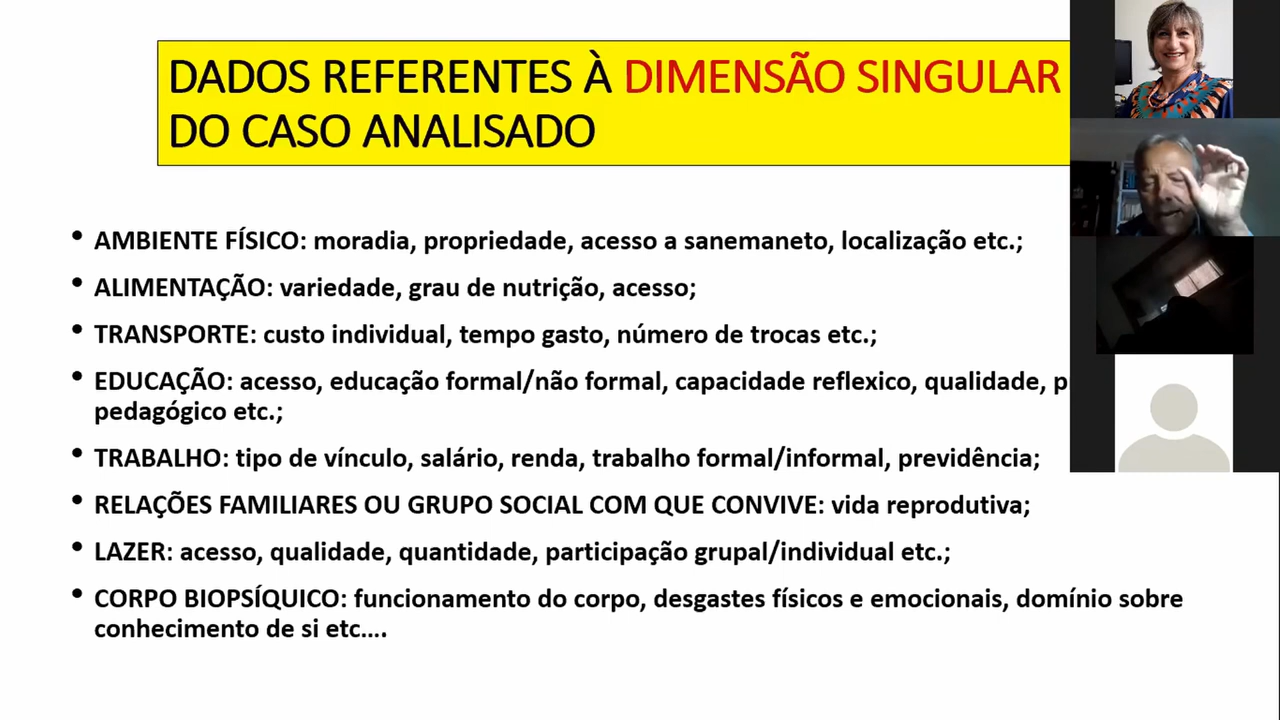 DADOS REFERENTES À DIMENSÃO SINGULAR
DO CASO ANALISADO
• AMBIENTE FÍSICO: moradia, propriedade, acesso a sanemaneto, localização etc.;
• ALIMENTAÇÃO: variedade, grau de nutrição, acesso;
• TRANSPORTE: custo individual, tempo gasto, número de trocas etc.;
• EDUCAÇÃO: acesso, educação formal/não formal, capacidade reflexico, qualidade,
pedagógico etc.;
• TRABALHO: tipo de vínculo, salário, renda, trabalho formal/informal, previdência;
• RELAÇÕES FAMILIARES OU GRUPO SOCIAL COM QUE CONVIVE: vida reprodutiva;
• LAZER: acesso, qualidade, quantidade, participação grupal/individual etc.;
• CORPO BIOPSÍQUICO: funcionamento do corpo, desgastes físicos e emocionais, domínio sobre
conhecimento de si etc....